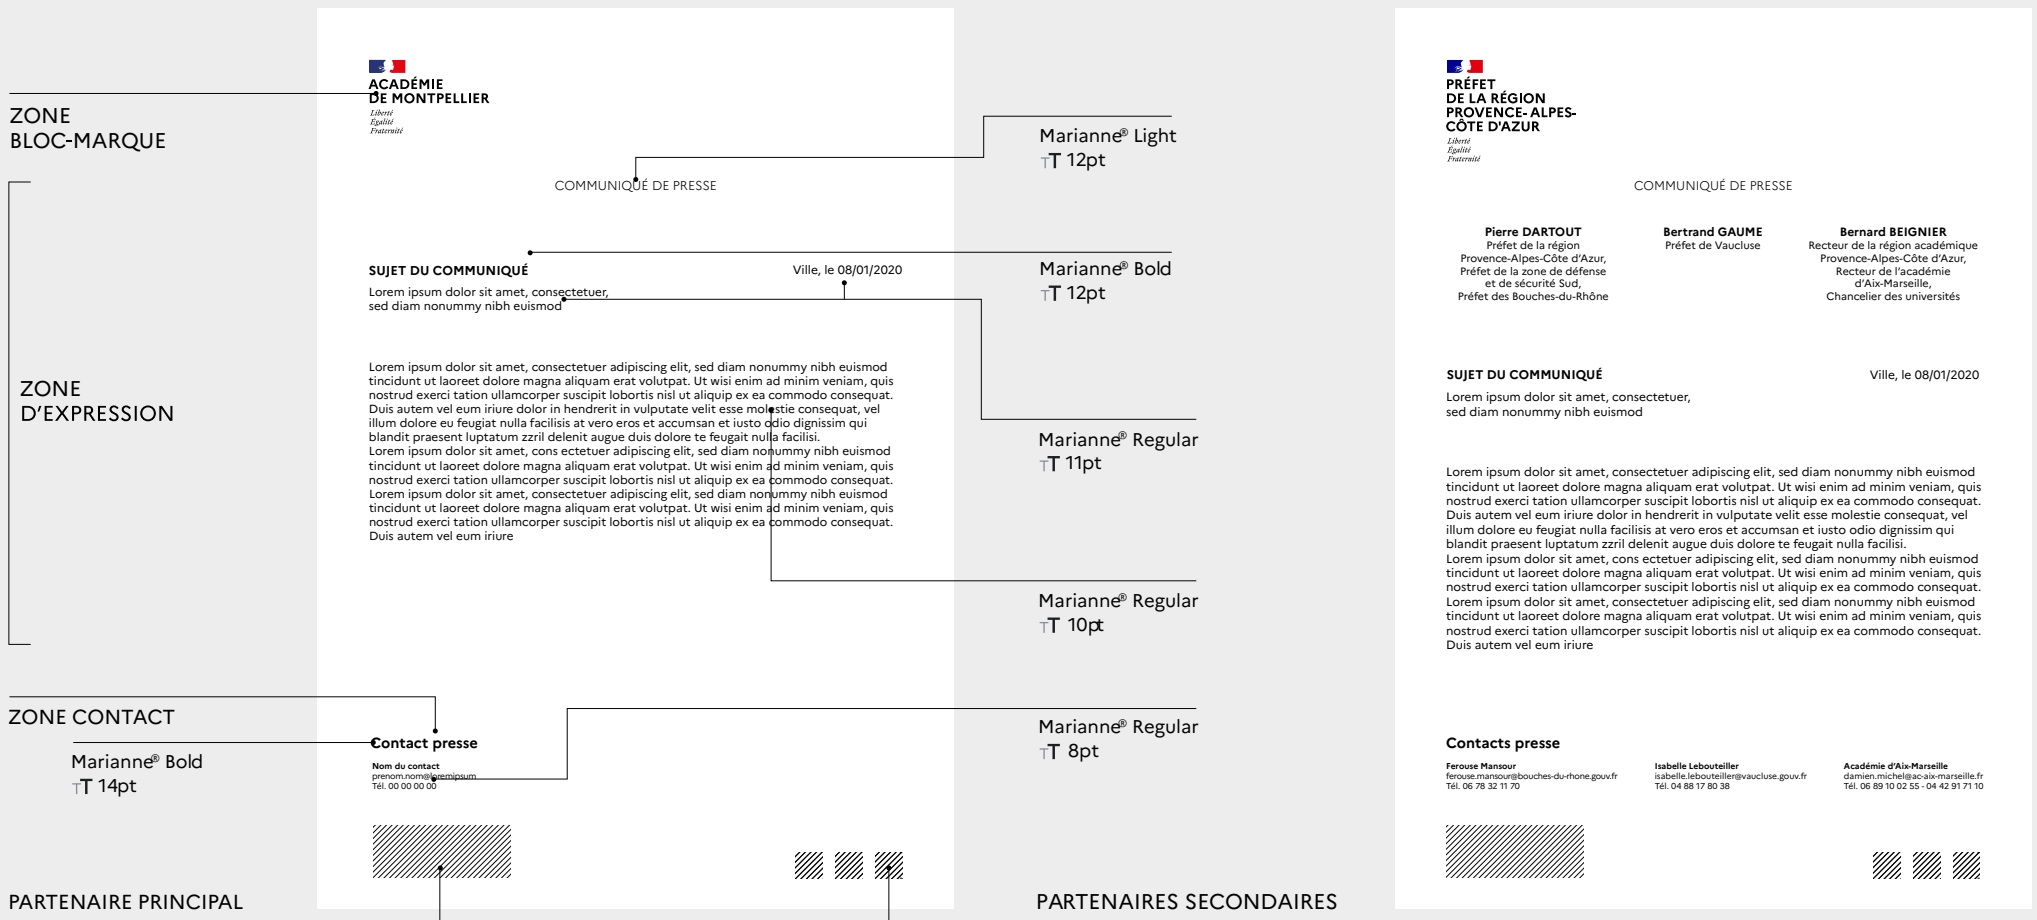 ZONE
BLOC-MARQUE
ZONE
D'EXPRESSION
ZONE CONTACT
Marianne® Bold
TT 14pt
PARTENAIRE PRINCIPAL
ACADÉMIE
DE MONTPELLIER
Liberté
Égalité
Fraternité
COMMUNIQUÉ DE PRESSE
SUJET DU COMMUNIQUÉ
Ville, le 08/01/2020
Lorem ipsum dolor sit amet, consectetuer,
sed diam nonummy nibh euismod
Lorem ipsum dolor sit amet, consectetuer adipiscing elit, sed diam nonummy nibh euismod
tincidunt ut laoreet dolore magna aliquam erat volutpat. Ut wisi enim ad minim veniam, quis
nostrud exerci tation ullamcorper suscipit lobortis nisl ut aliquip ex ea commodo consequat.
Duis autem vel eum iriure dolor in hendrerit in vulputate velit esse molestie consequat, vel
illum dolore eu feugiat nulla facilisis at vero eros et accumsan et iusto odio dignissim qui
blandit praesent luptatum zzril delenit augue duis dolore te feugait nulla facilisi.
Lorem ipsum dolor sit amet, cons ectetuer adipiscing elit, sed diam nonummy nibh euismod
tincidunt ut laoreet dolore magna aliquam erat volutpat. Ut wisi enim ad minim veniam, quis
nostrud exerci tation ullamcorper suscipit lobortis nisl ut aliquip ex ea commodo consequat.
Lorem ipsum dolor sit amet, consectetuer adipiscing elit, sed diam nonummy nibh euismod
tincidunt ut laoreet dolore magna aliquam erat volutpat. Ut wisi enim ad minim veniam, quis
nostrud exerci tation ullamcorper suscipit lobortis nisl ut aliquip ex ea commodo consequat.
Duis autem vel eum iriure
Contact presse
Nom du contact
prenom.nom@loremipsum
Tél. 00 00 00 00
Marianne® Light
TT 12pt
Marianne® Bold
TT 12pt
Marianne® Regular
TT 11pt
Marianne® Regular
TT 10pt
Marianne® Regular
TT 8pt
PARTENAIRES SECONDAIRES
PRÉFET
DE LA RÉGION
PROVENCE- ALPES-
CÔTE D'AZUR
Liberté
Égalité
Fraternité
COMMUNIQUÉ DE PRESSE
Pierre DARTOUT
Préfet de la région
Provence-Alpes-Côte d'Azur,
Préfet de la zone de défense
et de sécurité Sud,
Préfet des Bouches-du-Rhône
Bertrand GAUME
Préfet de Vaucluse
Bernard BEIGNIER
Recteur de la région académique
Provence-Alpes-Côte d'Azur,
Recteur de l'académie
d'Aix-Marseille,
Chancelier des universités
SUJET DU COMMUNIQUÉ
Ville, le 08/01/2020
Lorem ipsum dolor sit amet, consectetuer,
sed diam nonummy nibh euismod
Lorem ipsum dolor sit amet, consectetuer adipiscing elit, sed diam nonummy nibh euismod
tincidunt ut laoreet dolore magna aliquam erat volutpat. Ut wisi enim ad minim veniam, quis
nostrud exerci tation ullamcorper suscipit lobortis nisl ut aliquip ex ea commodo consequat.
Duis autem vel eum iriure dolor in hendrerit in vulputate velit esse molestie consequat, vel
illum dolore eu feugiat nulla facilisis at vero eros et accumsan et iusto odio dignissim qui
blandit praesent luptatum zzril delenit augue duis dolore te feugait nulla facilisi.
Lorem ipsum dolor sit amet, cons ectetuer adipiscing elit, sed diam nonummy nibh euismod
tincidunt ut laoreet dolore magna aliquam erat volutpat. Ut wisi enim ad minim veniam, quis
nostrud exerci tation ullamcorper suscipit lobortis nisl ut aliquip ex ea commodo consequat.
Lorem ipsum dolor sit amet, consectetuer adipiscing elit, sed diam nonummy nibh euismod
tincidunt ut laoreet dolore magna aliquam erat volutpat. Ut wisi enim ad minim veniam, quis
nostrud exerci tation ullamcorper suscipit lobortis nisl ut aliquip ex ea commodo consequat.
Duis autem vel eum iriure
Contacts presse
Ferouse Mansour
ferouse.mansour@bouches-du-rhone.gouv.fr
Tél. 06 78 32 11 70
Isabelle Lebouteiller
isabelle.lebouteiller@vaucluse.gouv.fr
Tél. 04 88 17 80 38
Académie d'Aix-Marseille
damien.michel@ac-aix-marseille.fr
Tél. 06 89 10 02 55 - 04 42 91 71 10